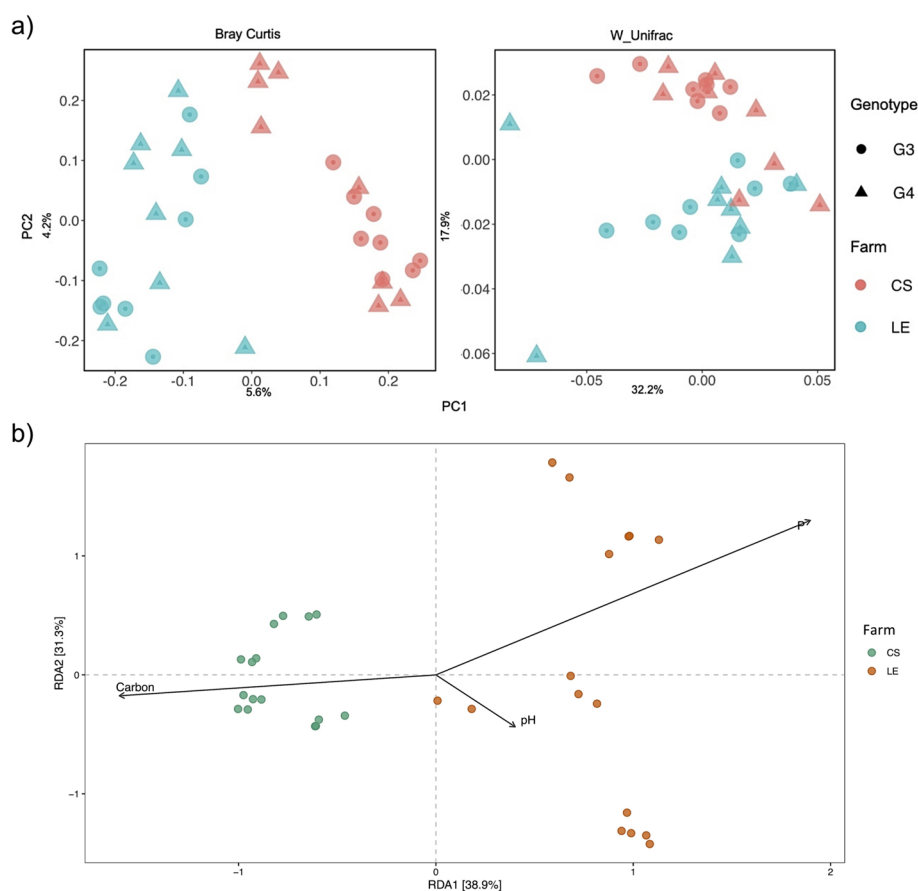 a)
Bray Curtis
W_Unifrac
0.2
0.1
0.0
-0.1
-0.2
PC2
4.2%
-0.2
-0.1
0.0
0.1
0.2
5.6%
17.9%
0.02
0.00
-0.02
-0.04
-0.06
-0.05
0.00
0.05
32.2%
PC1
Genotype
G3
G4
Farm
CS
LE
b)
1
0
−1
RDA2 [31.3%]
Carbon
pH
P
−1
0
1
2
RDA1 [38.9%]
Farm
CS
LE